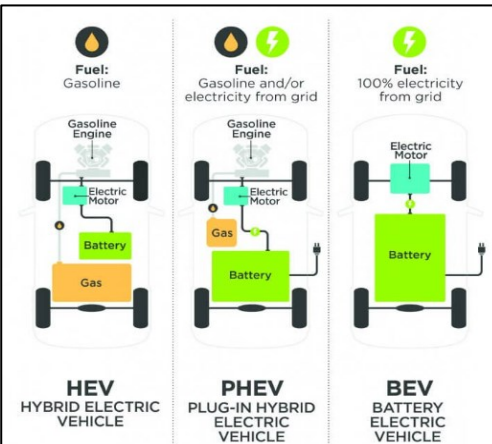 Fuel:
Gasoline
Gasoline
Engine
Electric
Motor
Battery
Gas
HEV
HYBRID ELECTRIC
VEHICLE
Fuel:
Gasoline and/or
electricity from grid
Gasoline
Engine
Electric
Motor
Gas
Battery
PHEV
PLUG-IN HYBRID
ELECTRIC
VEHICLE
Fuel:
100% electricity
from grid
Electric
Motor
Battery
BEV
BATTERY
ELECTRIC
VEHICLE